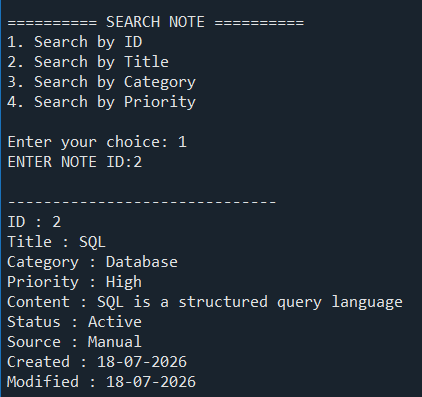 ========== SEARCH NOTE ==========
1. Search by ID
2. Search by Title
3. Search by Category
4. Search by Priority
Enter your choice: 1
ENTER NOTE ID:2
------------------------------
ID : 2
Title : SQL
Category : Database
Priority : High
Content : SQL is a structured query language
Status : Active
Source : Manual
Created : 18-07-2026
Modified : 18-07-2026